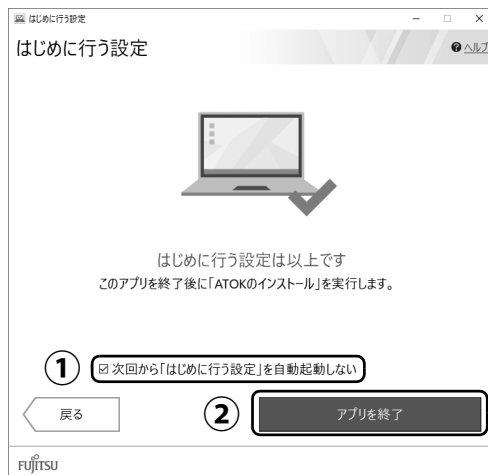 はじめに行う設定
はじめに行う設定
ヘルプ
はじめに行う設定は以上です
このアプリを終了後に「ATOKのインストール」を実行します。
① 次回から「はじめに行う設定」を自動起動しない
戻る
② アプリを終了
FUJITSU